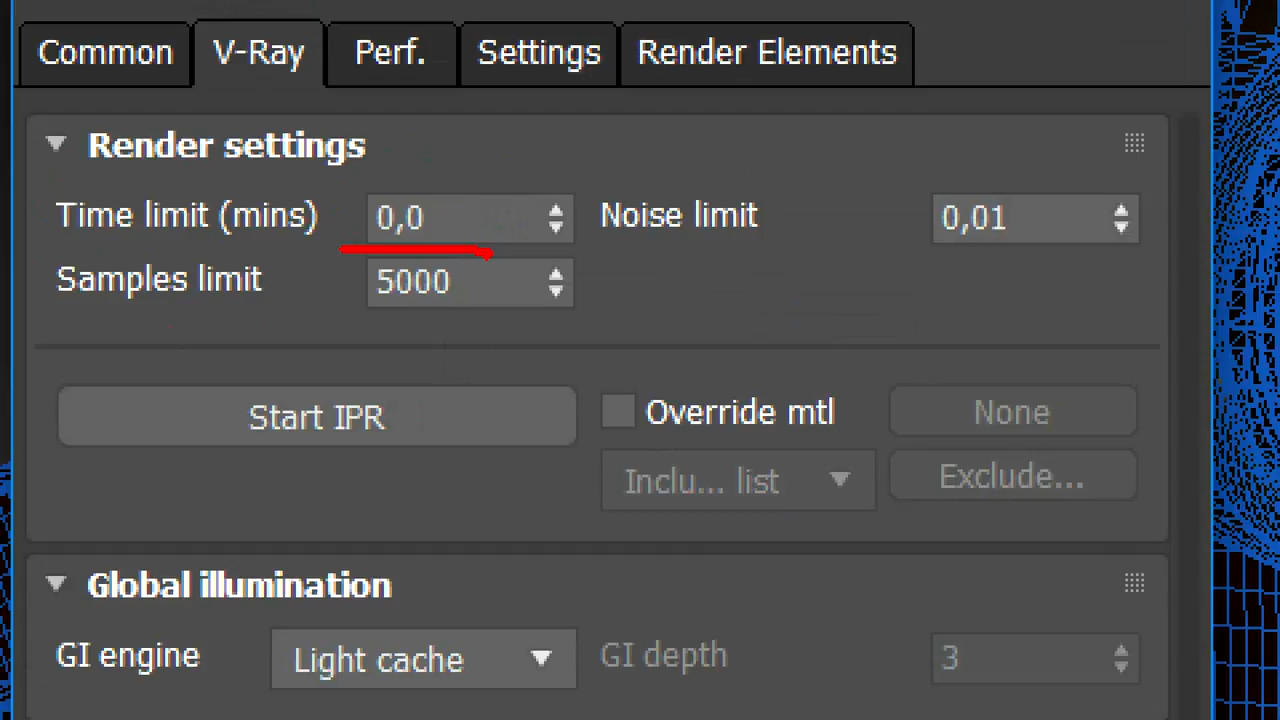 Common V-Ray Perf. Settings Render Elements
Render settings
Time limit (mins) 0,0 Noise limit 0,01
Samples limit 5000
Start IPR Override mtl None
Inclu... list Exclude...
Global illumination
GI engine Light cache GI depth 3